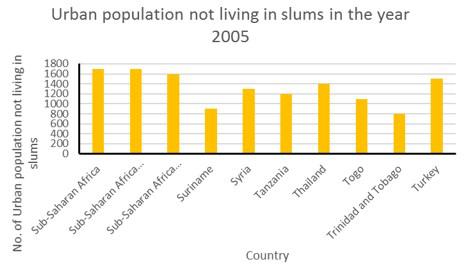 Urban population not living in slums in the year
2005
No. of Urban population not living in
slums
1800
1600
1400
1200
1000
800
600
400
200
0
Sub-Saharan Africa
Sub-Saharan Africa...
Sub-Saharan Africa...
Suriname
Syria
Tanzania
Thailand
Togo
Trinidad and Tobago
Turkey
Country